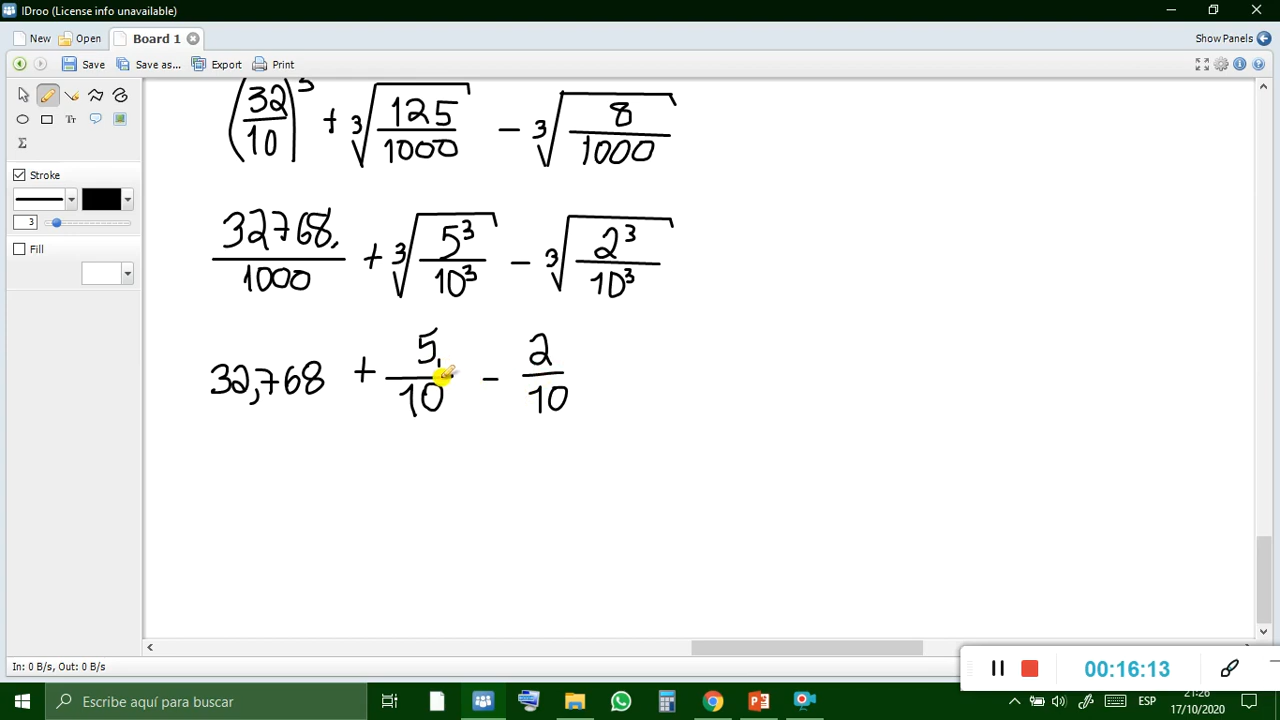 IDroo (License info unavailable)
New Open Board 1 Show Panels
Save Save as... Export Print
(32/10)³ + ∛(125/1000) − ∛(8/1000)
Stroke
32768,/1000 + ∛(5³/10³) − ∛(2³/10³)
3
Fill
32,768 + 5,/10 − 2/10
In: 0 B/s, Out: 0 B/s
00:16:13
Escribe aquí para buscar
ESP
21:26
17/10/2020